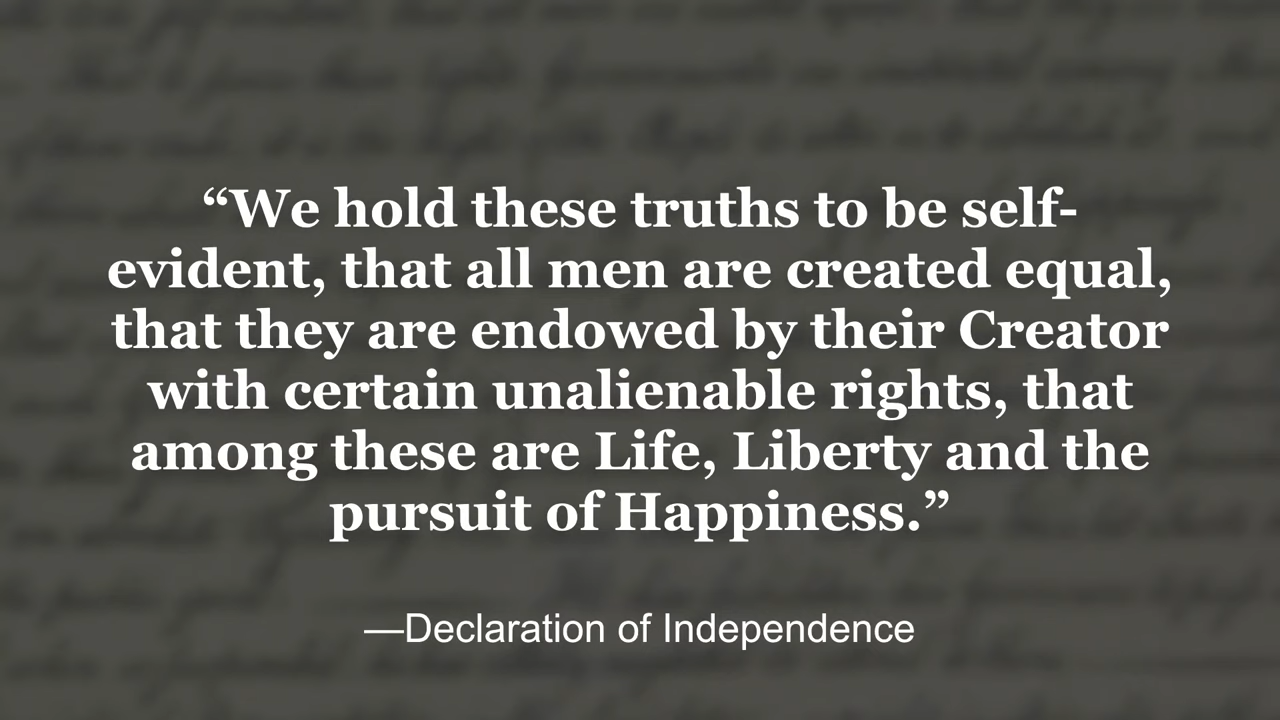 “We hold these truths to be self-
evident, that all men are created equal,
that they are endowed by their Creator
with certain unalienable rights, that
among these are Life, Liberty and the
pursuit of Happiness.”
—Declaration of Independence